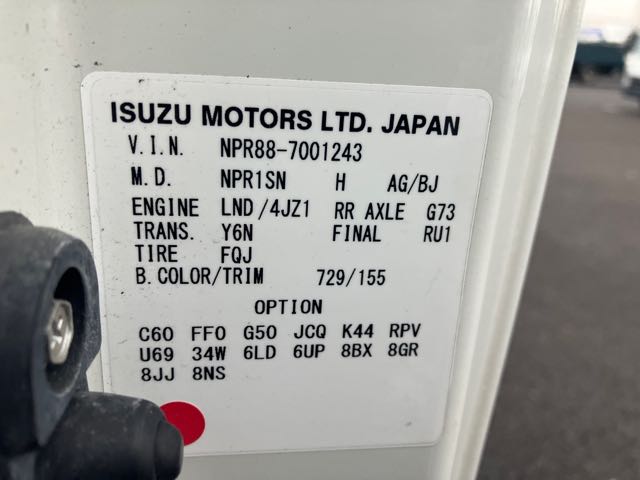 ISUZU MOTORS LTD. JAPAN
V.I.N. NPR88-7001243
M.D. NPR1SN H AG/BJ
ENGINE LND/4JZ1 RR AXLE G73
TRANS. Y6N FINAL RU1
TIRE FQJ
B.COLOR/TRIM 729/155
OPTION
C60 FF0 G50 JCQ K44 RPV
U69 34W 6LD 6UP 8BX 8GR
8JJ 8NS